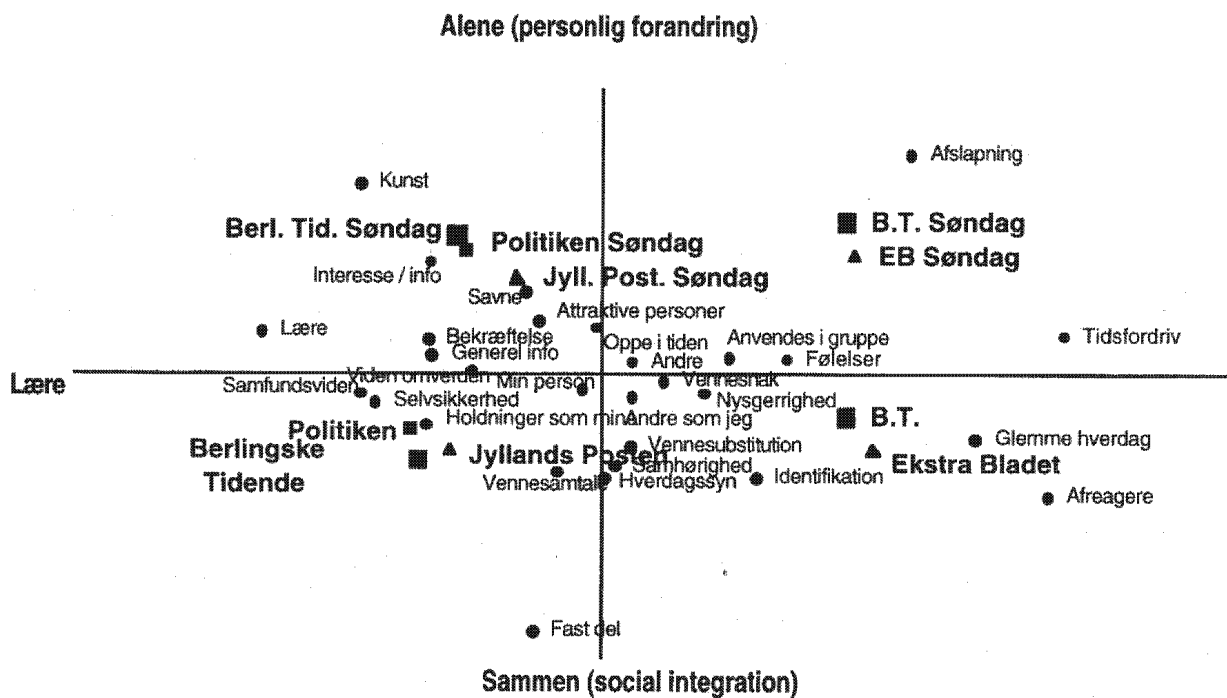 Alene (personlig forandring)
Afslapning
Kunst
Berl. Tid. Søndag
Politiken Søndag
B.T. Søndag
EB Søndag
Interesse / info
Jyll. Post. Søndag
Savne
Attraktive personer
Lære
Bekræftelse
Oppe i tiden
Anvendes i gruppe
Tidsfordriv
Generel info
Andre
Følelser
Lære
Samfundsviden
Viden omverden
Min person
Vennesnak
Selvsikkerhed
Nysgerrighed
Holdninger som min
Andre som jeg
B.T.
Politiken
Berlingske
Tidende
Jyllands Posten
Vennesubstitution
Glemme hverdag
Samhørighed
Ekstra Bladet
Vennesamtale
Hverdagssyn
Identifikation
Afreagere
Fast del
Sammen (social integration)